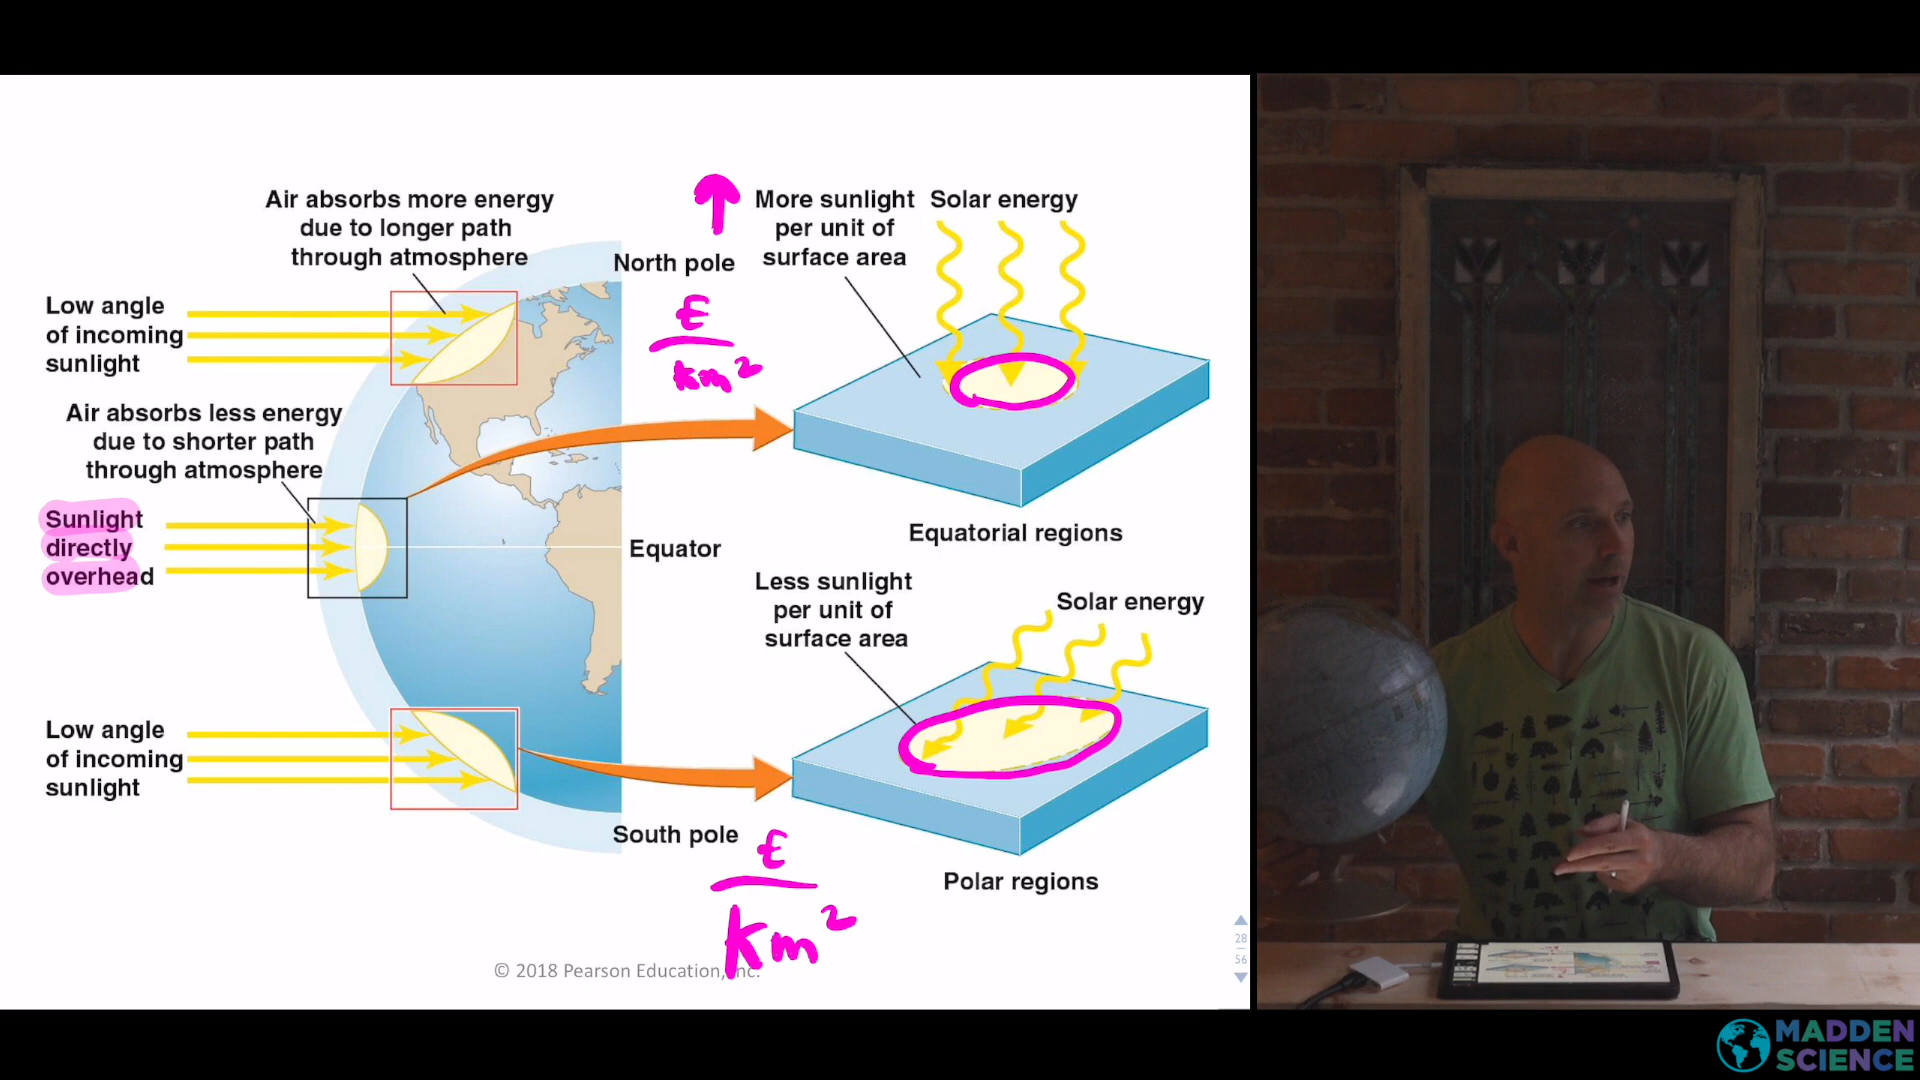 Air absorbs more energy
due to longer path
through atmosphere
North pole
More sunlight
per unit of
surface area
Solar energy
Low angle
of incoming
sunlight
E
km²
Air absorbs less energy
due to shorter path
through atmosphere
Sunlight
directly
overhead
Equator
Equatorial regions
Less sunlight
per unit of
surface area
Solar energy
Low angle
of incoming
sunlight
South pole
E
km²
Polar regions
28
56
© 2018 Pearson Education, Inc.
MADDEN
SCIENCE